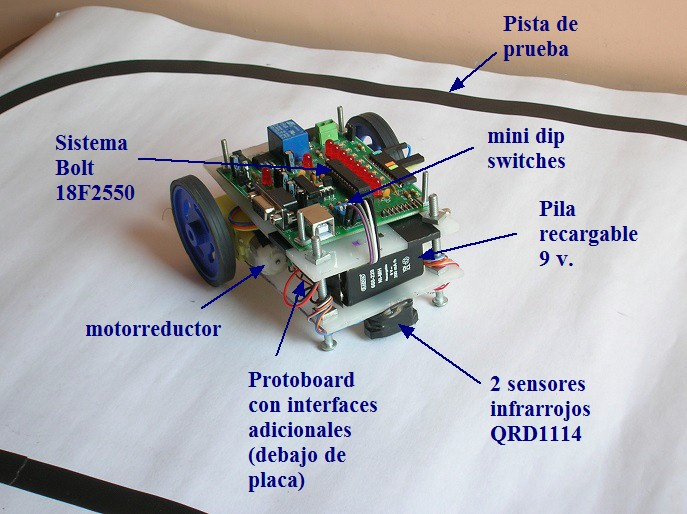 Pista de
prueba
Sistema
Bolt
18F2550
mini dip
switches
Pila
recargable
9 v.
motorreductor
Protoboard
con interfaces
adicionales
(debajo de
placa)
2 sensores
infrarrojos
QRD1114